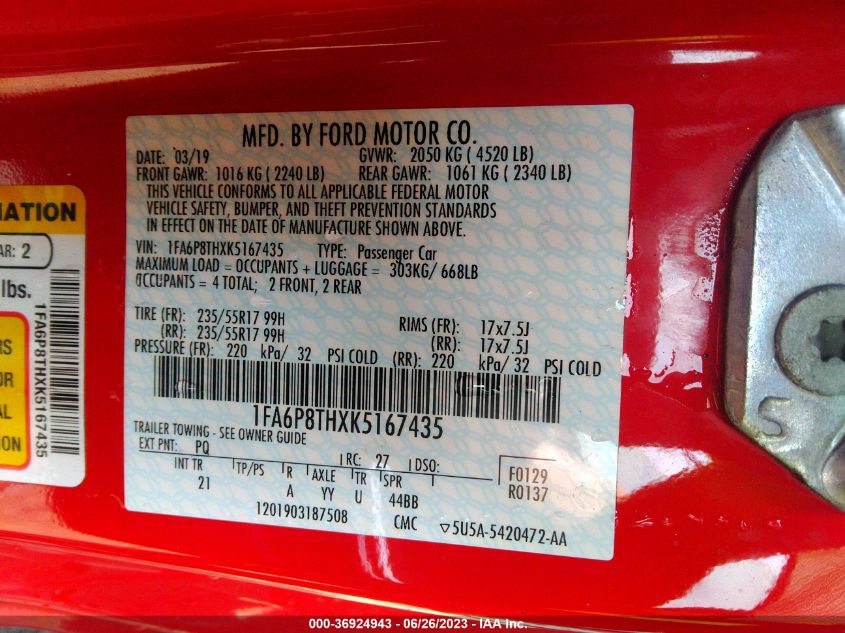 MFD. BY FORD MOTOR CO.
DATE: 03/19 GVWR: 2050 KG ( 4520 LB)
FRONT GAWR: 1016 KG ( 2240 LB) REAR GAWR: 1061 KG ( 2340 LB)
THIS VEHICLE CONFORMS TO ALL APPLICABLE FEDERAL MOTOR
VEHICLE SAFETY, BUMPER, AND THEFT PREVENTION STANDARDS
IN EFFECT ON THE DATE OF MANUFACTURE SHOWN ABOVE.
VIN: 1FA6P8THXK5167435 TYPE: Passenger Car
MAXIMUM LOAD = OCCUPANTS + LUGGAGE = 303KG/ 668LB
OCCUPANTS = 4 TOTAL; 2 FRONT, 2 REAR
TIRE (FR): 235/55R17 99H RIMS (FR): 17x7.5J
(RR): 235/55R17 99H (RR): 17x7.5J
PRESSURE (FR): 220 kPa/ 32 PSI COLD (RR): 220 kPa/ 32 PSI COLD
1FA6P8THXK5167435
TRAILER TOWING - SEE OWNER GUIDE
EXT PNT: PQ RC: 27 DSO: F0129
INT TR TP/PS R AXLE TR SPR R0137
21 A YY U 44BB
1201903187508 CMC ▽5U5A-5420472-AA
MATION
AR: 2
lbs.
RS
OR
AL
ION
1FA6P8THXK5167435
S
000-36924943 - 06/26/2023 - IAA Inc.